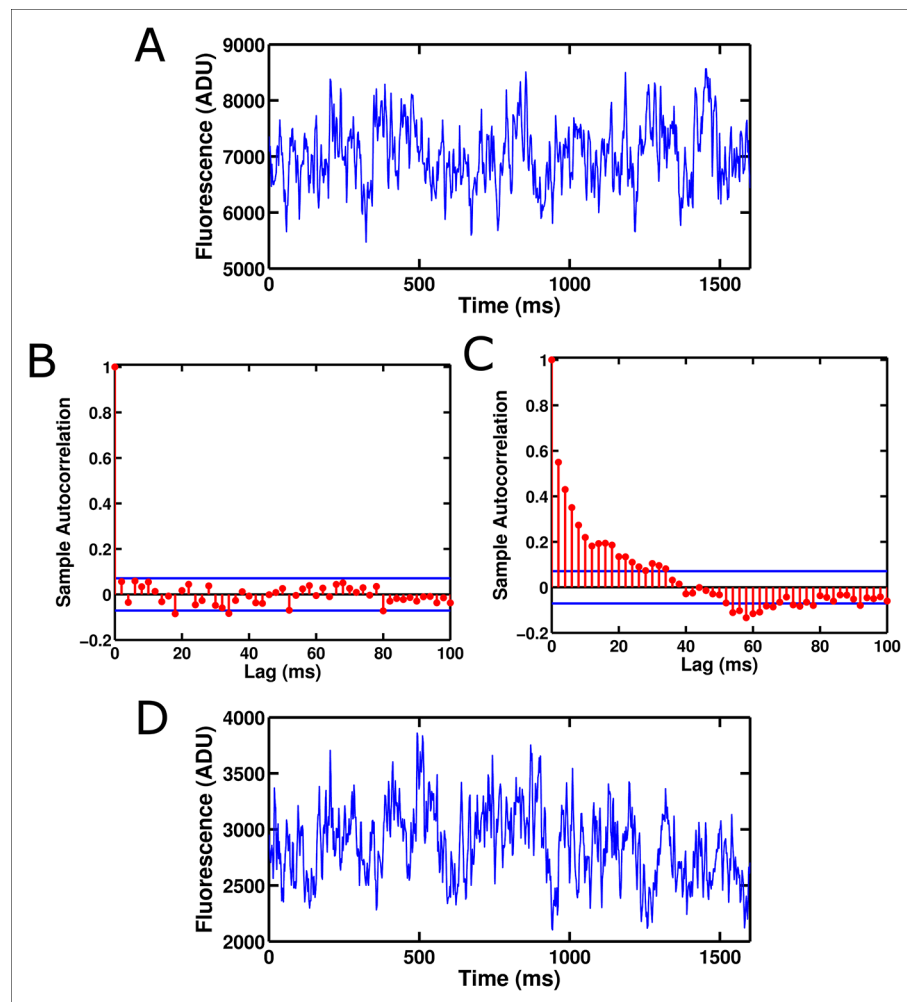 A
Fluorescence (ADU)
9000
8000
7000
6000
5000
0 500 1000 1500
Time (ms)
B
Sample Autocorrelation
1
0.8
0.6
0.4
0.2
0
−0.2
0 20 40 60 80 100
Lag (ms)
C
Sample Autocorrelation
1
0.8
0.6
0.4
0.2
0
−0.2
0 20 40 60 80 100
Lag (ms)
D
Fluorescence (ADU)
4000
3500
3000
2500
2000
0 500 1000 1500
Time (ms)